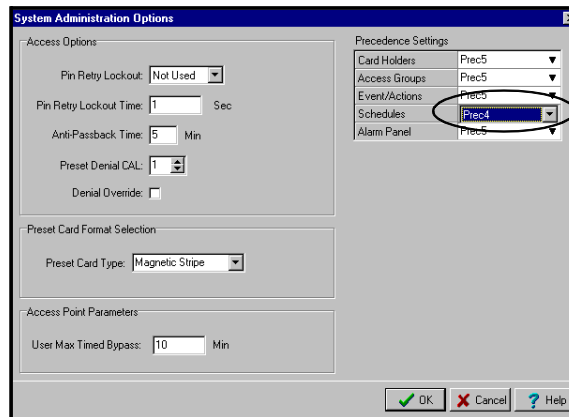 System Administration Options
Access Options
Pin Retry Lockout: Not Used
Pin Retry Lockout Time: 1 Sec
Anti-Passback Time: 5 Min
Preset Denial CAL: 1
Denial Override:
Preset Card Format Selection
Preset Card Type: Magnetic Stripe
Access Point Parameters
User Max Timed Bypass: 10 Min
Precedence Settings
Card Holders Prec5
Access Groups Prec5
Event/Actions Prec5
Schedules Prec4
Alarm Panel Prec5
OK Cancel ? Help